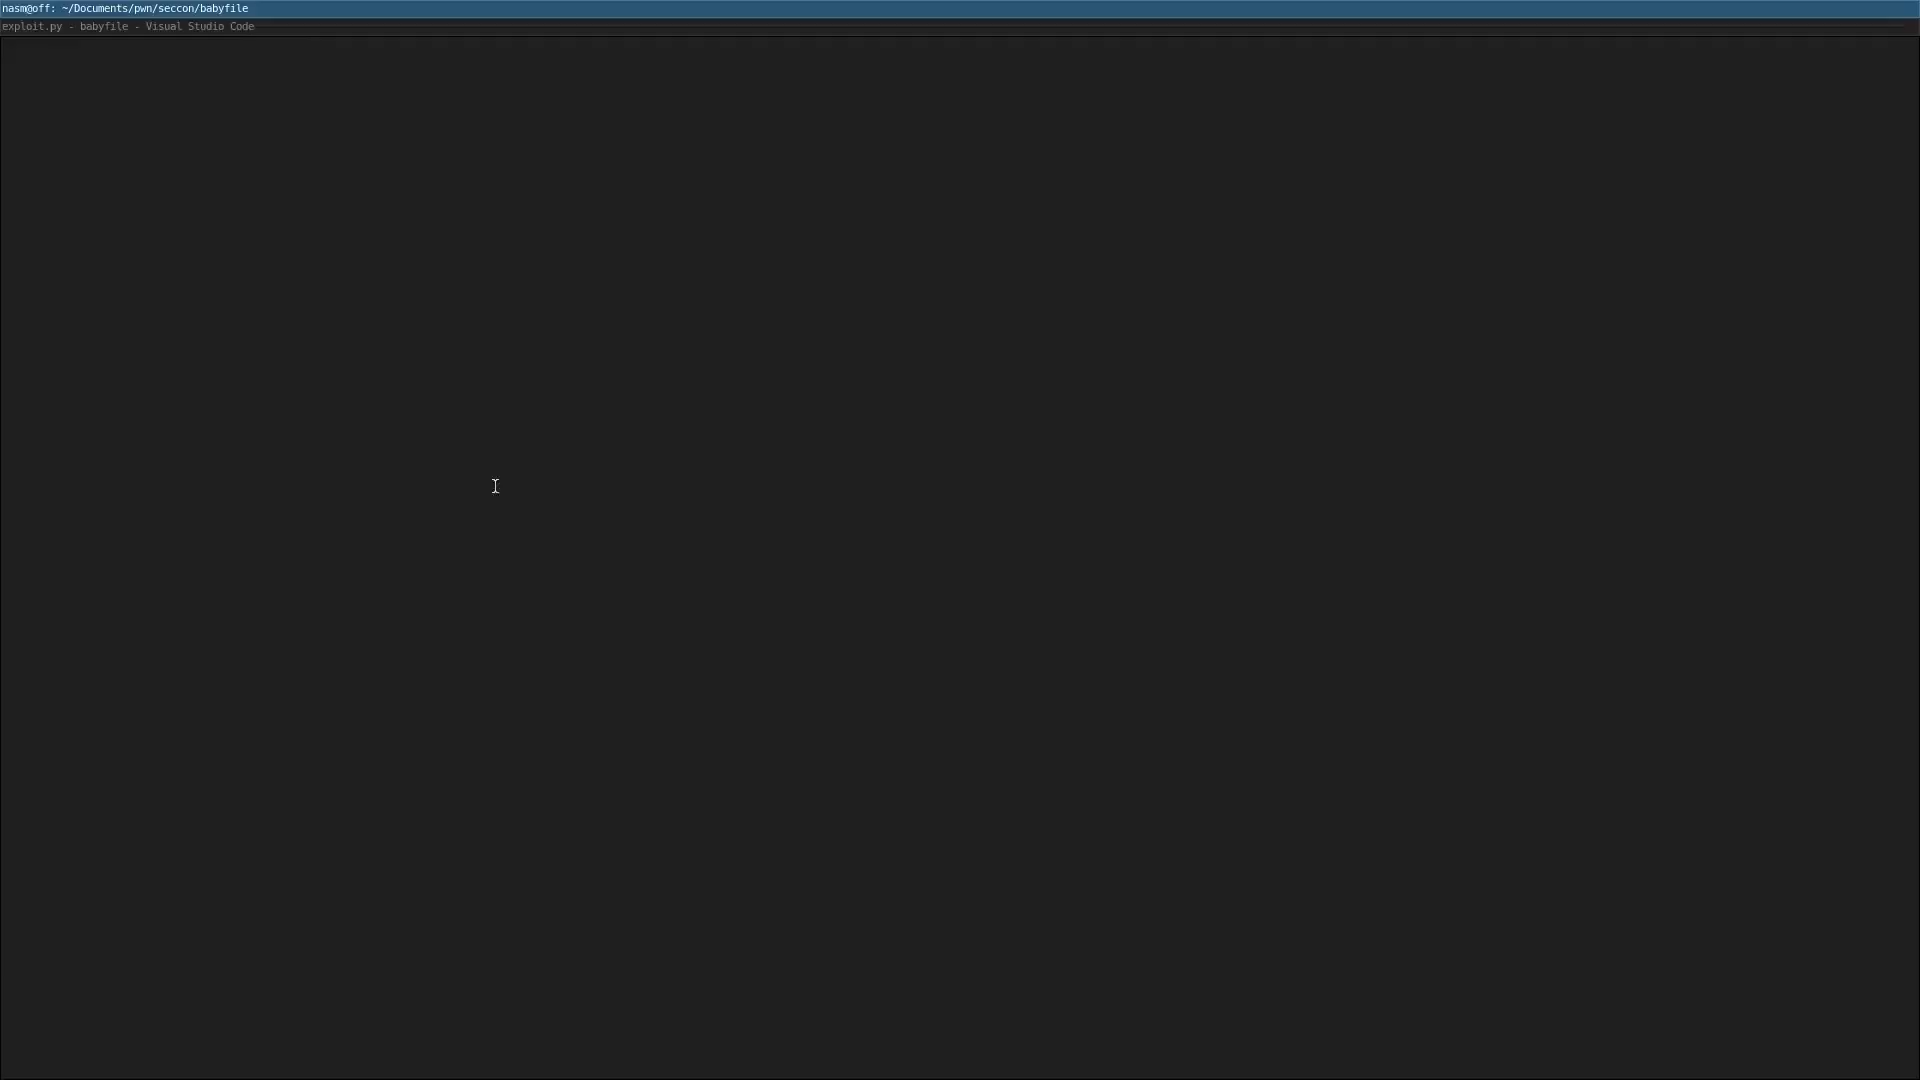 nasm@off: ~/Documents/pwn/seccon/babyfile
exploit.py - babyfile - Visual Studio Code